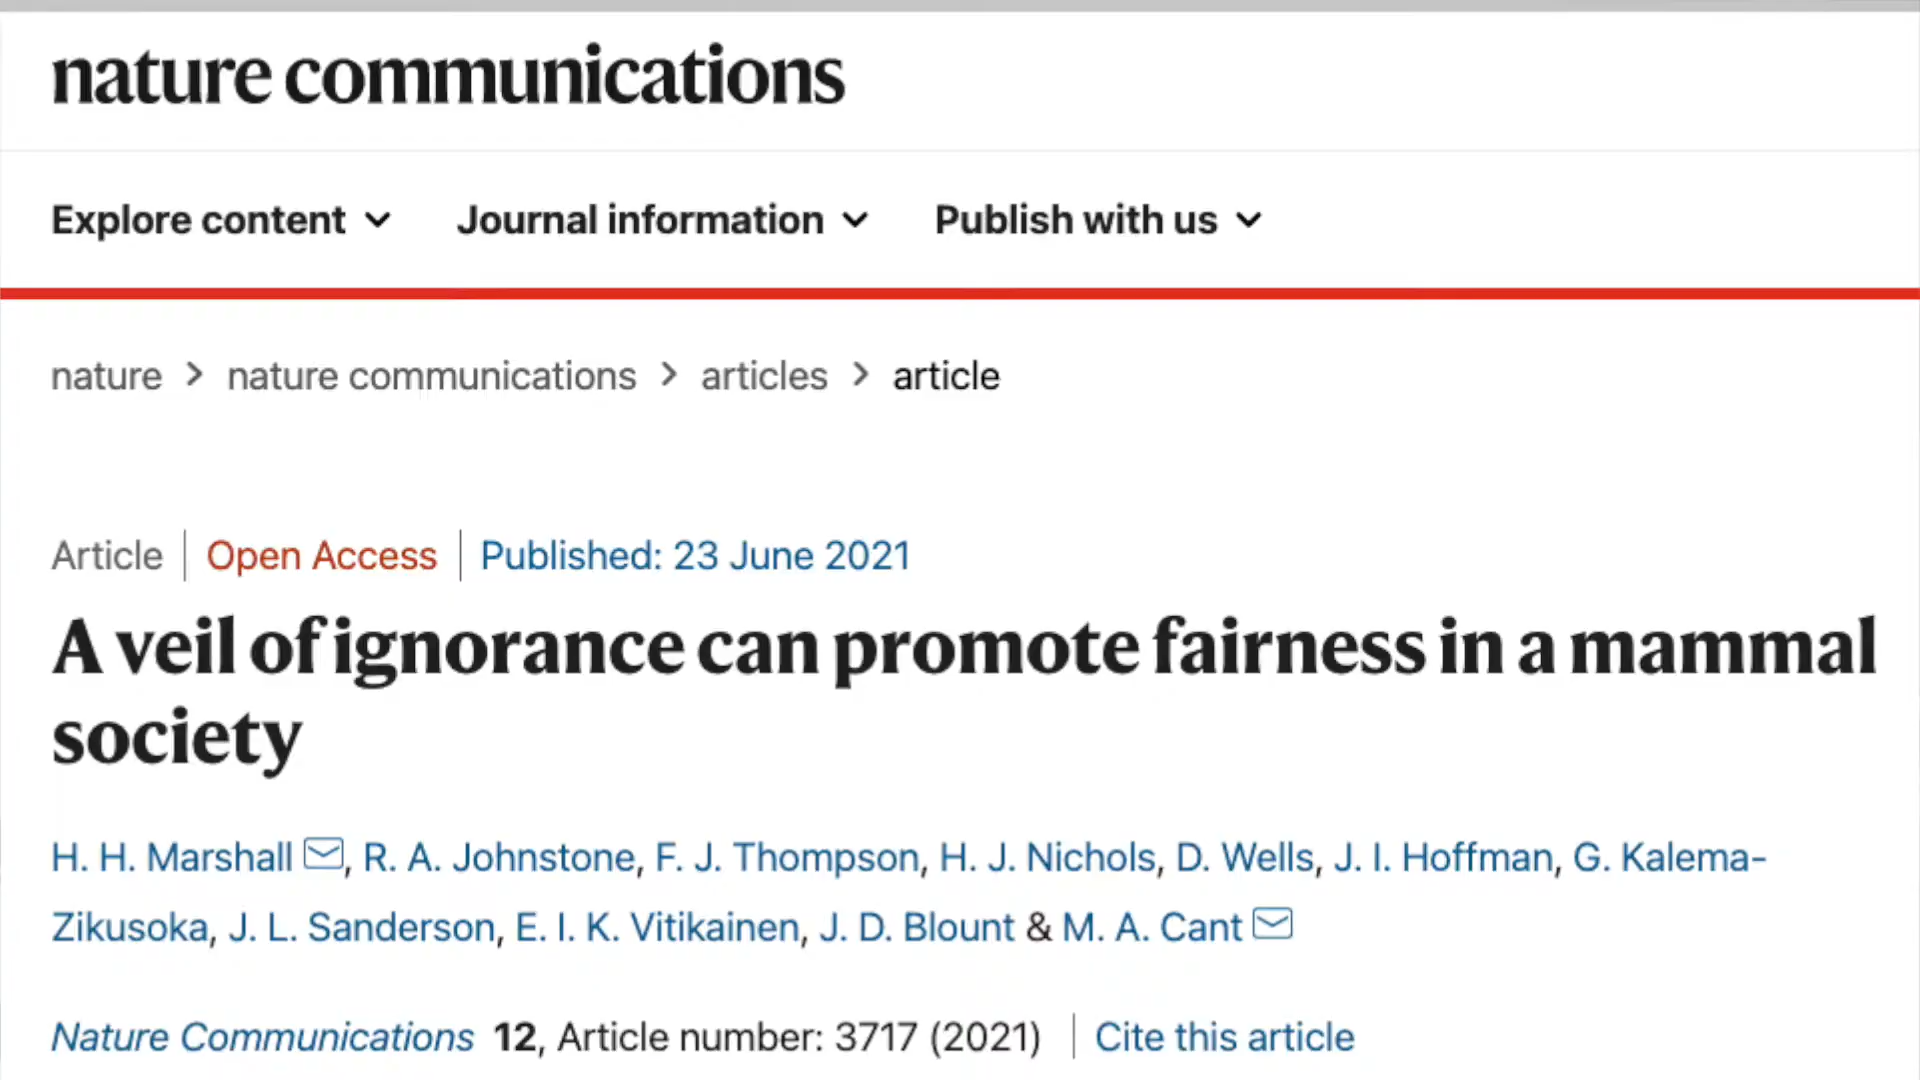 nature communications
Explore content Journal information Publish with us
nature > nature communications > articles > article
Article | Open Access | Published: 23 June 2021
A veil of ignorance can promote fairness in a mammal
society
H. H. Marshall, R. A. Johnstone, F. J. Thompson, H. J. Nichols, D. Wells, J. I. Hoffman, G. Kalema-
Zikusoka, J. L. Sanderson, E. I. K. Vitikainen, J. D. Blount & M. A. Cant
Nature Communications 12, Article number: 3717 (2021) | Cite this article